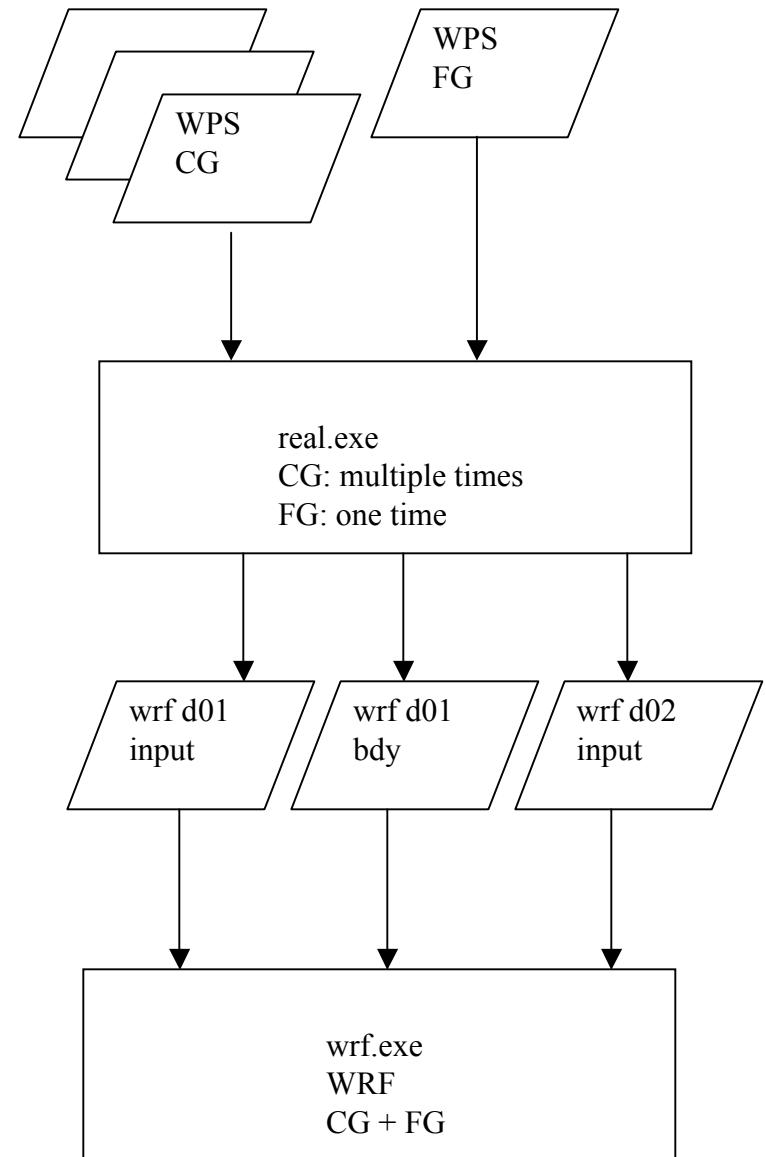 WPS
CG
WPS
FG
real.exe
CG: multiple times
FG: one time
wrf d01
input
wrf d01
bdy
wrf d02
input
wrf.exe
WRF
CG + FG